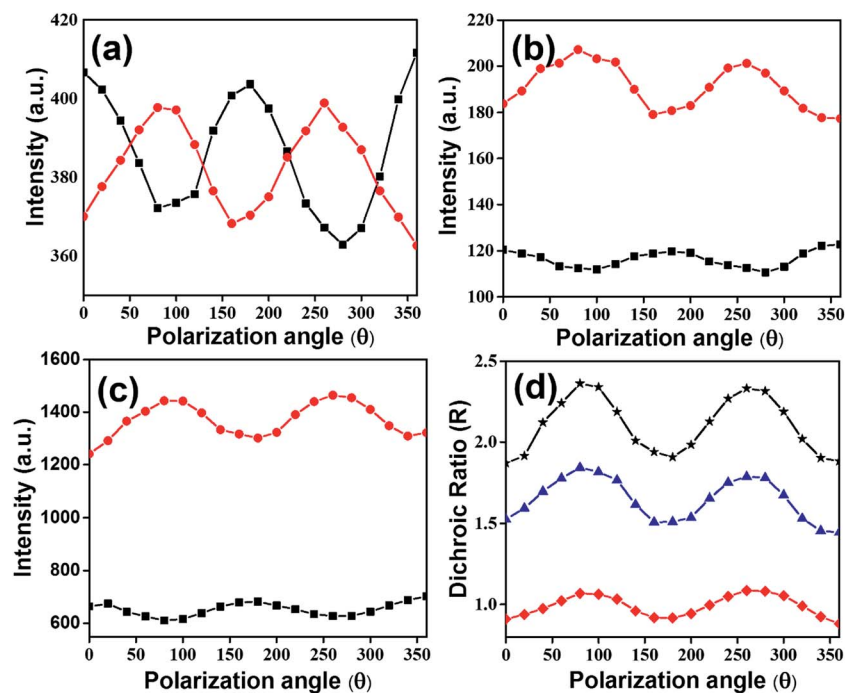 (a)
420
400
380
360
Intensity (a.u.)
0 50 100 150 200 250 300 350
Polarization angle (θ)
(b)
220
200
180
160
140
120
100
Intensity (a.u.)
0 50 100 150 200 250 300 350
Polarization angle (θ)
(c)
1600
1400
1200
1000
800
600
Intensity (a.u.)
0 50 100 150 200 250 300 350
Polarization angle (θ)
(d)
2.5
2.0
1.5
1.0
Dichroic Ratio (R)
0 50 100 150 200 250 300 350
Polarization angle (θ)